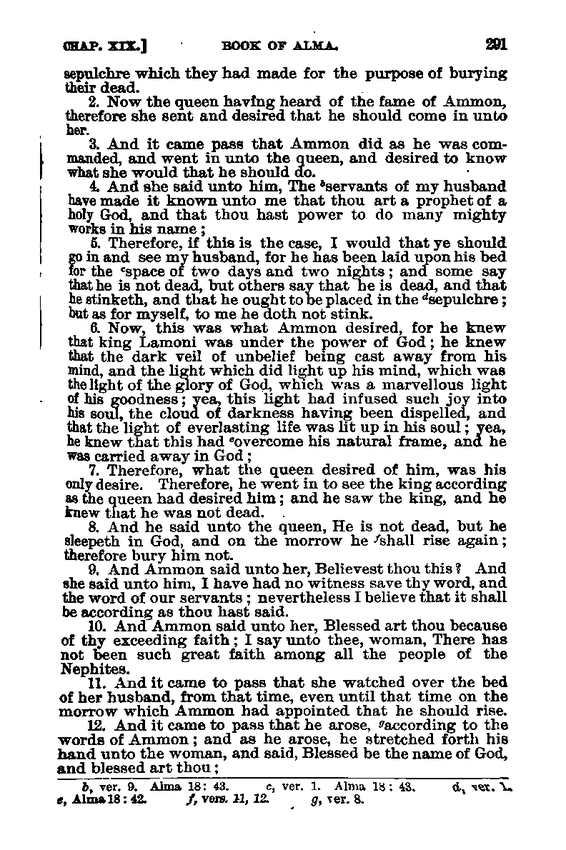 CHAP. XIX.] BOOK OF ALMA. 291
sepulchre which they had made for the purpose of burying
their dead.
2. Now the queen having heard of the fame of Ammon,
therefore she sent and desired that he should come in unto
her.
3. And it came pass that Ammon did as he was com-
manded, and went in unto the queen, and desired to know
what she would that he should do.
4. And she said unto him, The ᵇservants of my husband
have made it known unto me that thou art a prophet of a
holy God, and that thou hast power to do many mighty
works in his name;
5. Therefore, if this is the case, I would that ye should
go in and see my husband, for he has been laid upon his bed
for the ᶜspace of two days and two nights; and some say
that he is not dead, but others say that he is dead, and that
he stinketh, and that he ought to be placed in the ᵈsepulchre;
but as for myself, to me he doth not stink.
6. Now, this was what Ammon desired, for he knew
that king Lamoni was under the power of God; he knew
that the dark veil of unbelief being cast away from his
mind, and the light which did light up his mind, which was
the light of the glory of God, which was a marvellous light
of his goodness; yea, this light had infused such joy into
his soul, the cloud of darkness having been dispelled, and
that the light of everlasting life was lit up in his soul; yea,
he knew that this had ᵉovercome his natural frame, and he
was carried away in God;
7. Therefore, what the queen desired of him, was his
only desire. Therefore, he went in to see the king according
as the queen had desired him; and he saw the king, and he
knew that he was not dead.
8. And he said unto the queen, He is not dead, but he
sleepeth in God, and on the morrow he ᶠshall rise again;
therefore bury him not.
9. And Ammon said unto her, Believest thou this? And
she said unto him, I have had no witness save thy word, and
the word of our servants; nevertheless I believe that it shall
be according as thou hast said.
10. And Ammon said unto her, Blessed art thou because
of thy exceeding faith; I say unto thee, woman, There has
not been such great faith among all the people of the
Nephites.
11. And it came to pass that she watched over the bed
of her husband, from that time, even until that time on the
morrow which Ammon had appointed that he should rise.
12. And it came to pass that he arose, ᵍaccording to the
words of Ammon; and as he arose, he stretched forth his
hand unto the woman, and said, Blessed be the name of God,
and blessed art thou;
b, ver. 9. Alma 18: 43. c, ver. 1. Alma 18: 43. d, ver. 1.
e, Alma 18: 42. f, vers. 11, 12. g, ver. 8.